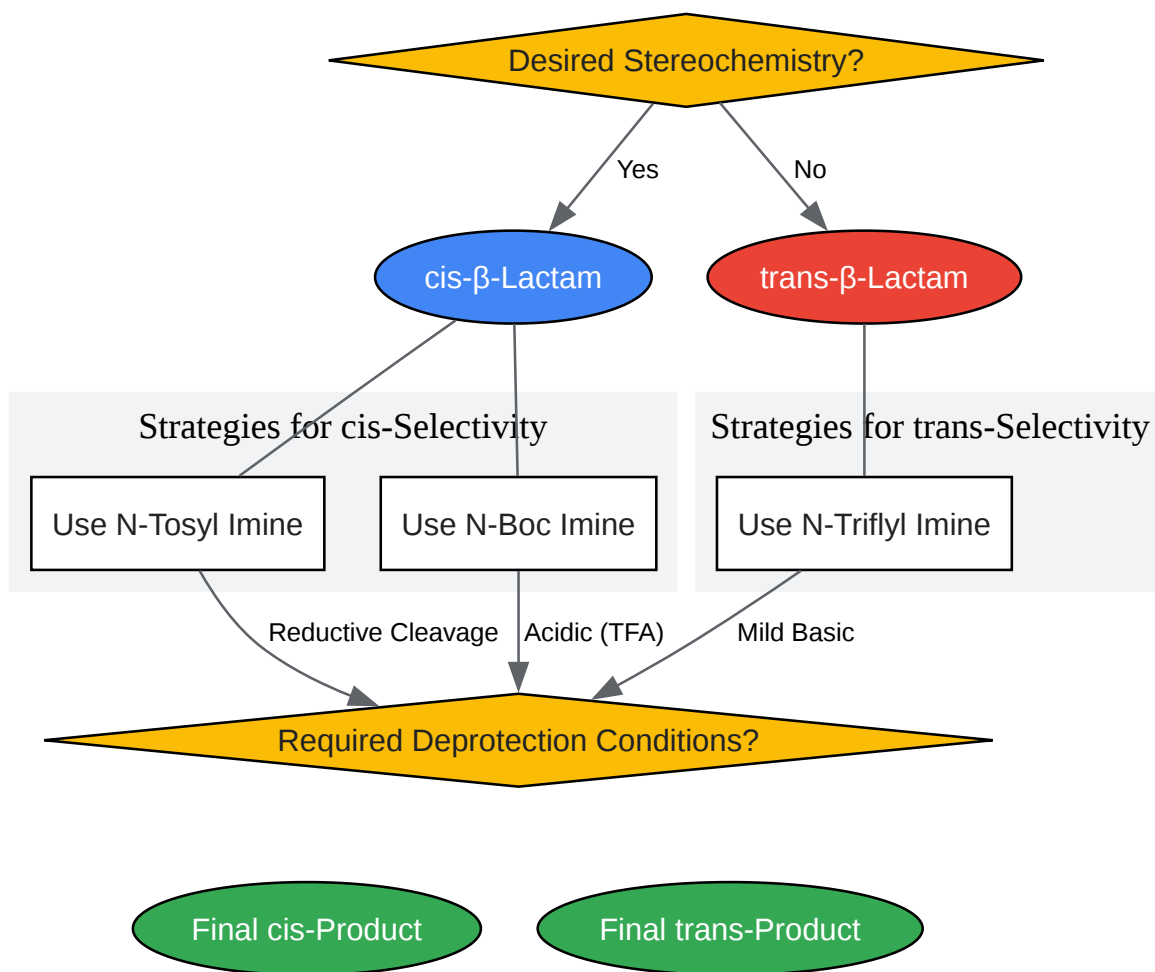 Desired Stereochemistry?
Yes
No
cis-β-Lactam
trans-β-Lactam
Strategies for cis-Selectivity
Strategies for trans-Selectivity
Use N-Tosyl Imine
Use N-Boc Imine
Use N-Triflyl Imine
Reductive Cleavage
Acidic (TFA)
Mild Basic
Required Deprotection Conditions?
Final cis-Product
Final trans-Product